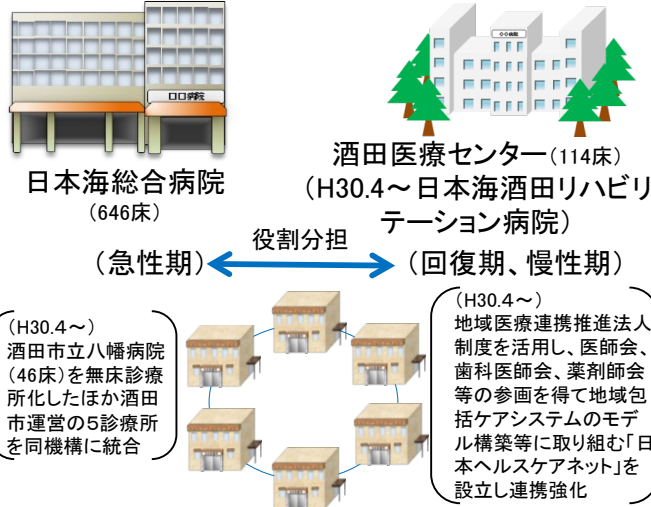 ロロ病院
○○病院
日本海総合病院
(646床)
酒田医療センター(114床)
(H30.4～日本海酒田リハビリ
テーション病院)
(急性期)
役割分担
(回復期、慢性期)
(H30.4～)
酒田市立八幡病院
(46床)を無床診療
所化したほか酒田
市運営の5診療所
を同機構に統合
(H30.4～)
地域医療連携推進法人
制度を活用し、医師会、
歯科医師会、薬剤師会
等の参画を得て地域包
括ケアシステムのモデ
ル構築等に取り組む「日
本ヘルスケアネット」を
設立し連携強化